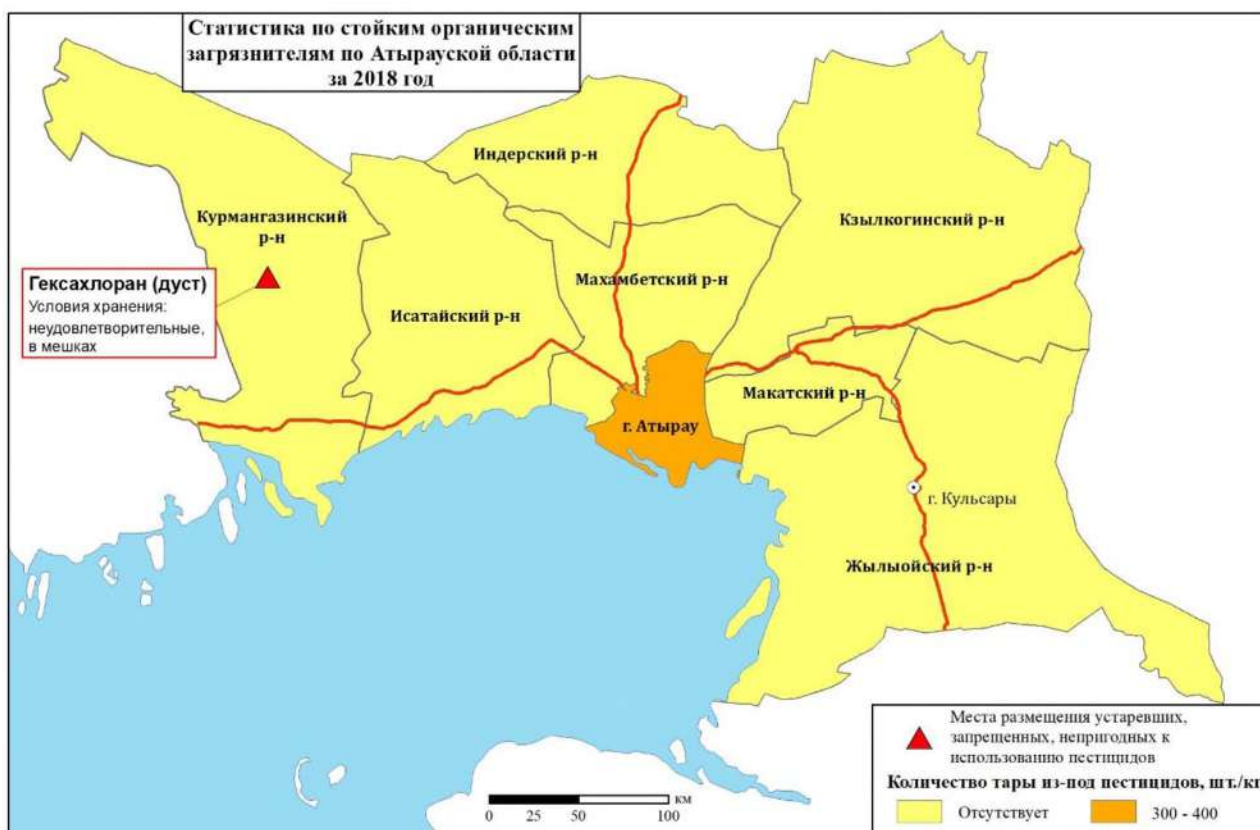 Статистика по стойким органическим
загрязнителям по Атырауской области
за 2018 год
Индерский р-н
Курмангазинский
р-н
Кзылкогинский р-н
Гексахлоран (дуст)
Условия хранения:
неудовлетворительные,
в мешках
Махамбетский р-н
Исатайский р-н
Макатский р-н
г. Атырау
г. Кульсары
Жылыойский р-н
Места размещения устаревших,
запрещенных, непригодных к
использованию пестицидов
Количество тары из-под пестицидов, шт./кг
Отсутствует
300 - 400
км
0 25 50 100